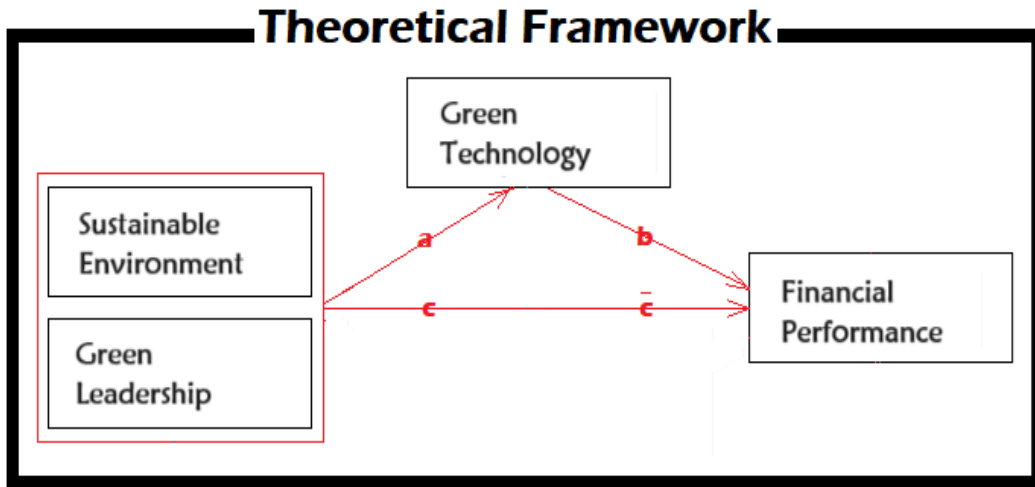 Theoretical Framework
Green
Technology
Sustainable
Environment
a
b
c
c̄
Financial
Performance
Green
Leadership